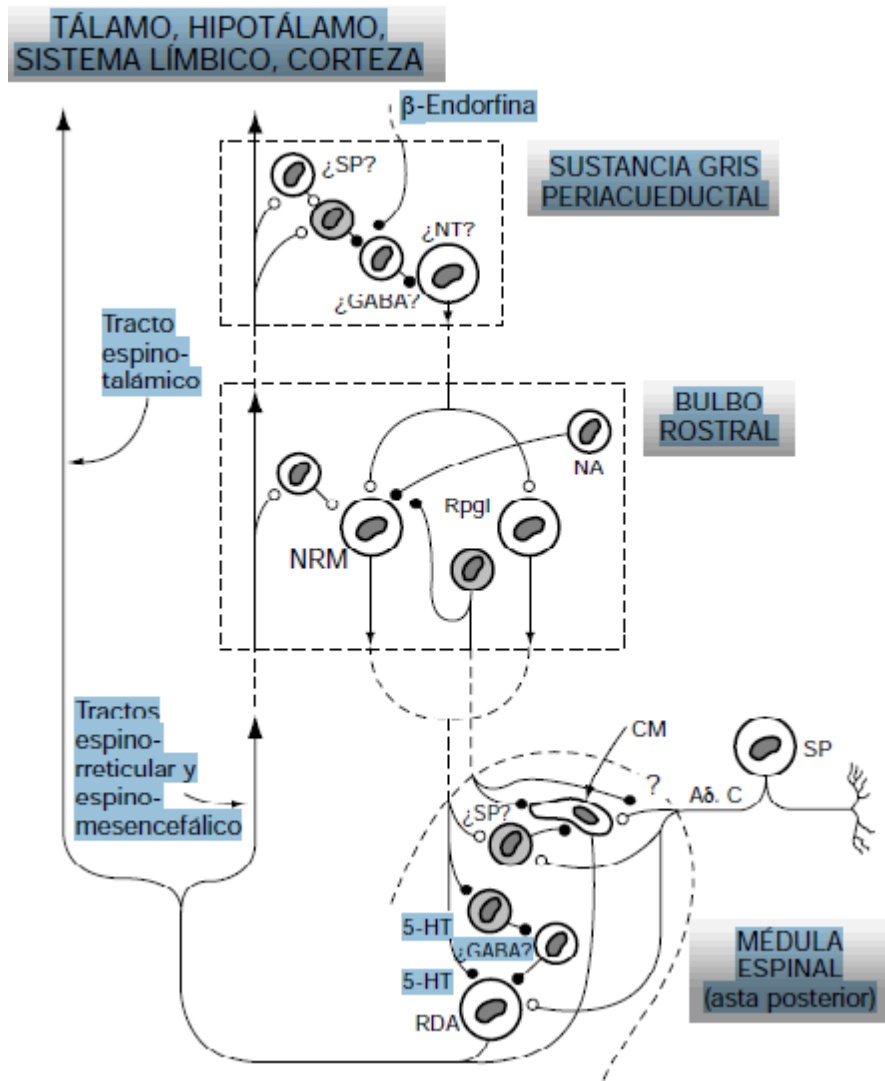 TÁLAMO, HIPOTÁLAMO,
SISTEMA LÍMBICO, CORTEZA
β-Endorfina
¿SP?
SUSTANCIA GRIS
PERIACUEDUCTAL
¿NT?
¿GABA?
Tracto
espino-
talámico
BULBO
ROSTRAL
NA
Rpgl
NRM
Tractos
espino-
rreticular y
espino-
mesencefálico
CM
SP
?
Aδ. C
¿SP?
5-HT
¿GABA?
5-HT
RDA
MÉDULA
ESPINAL
(asta posterior)